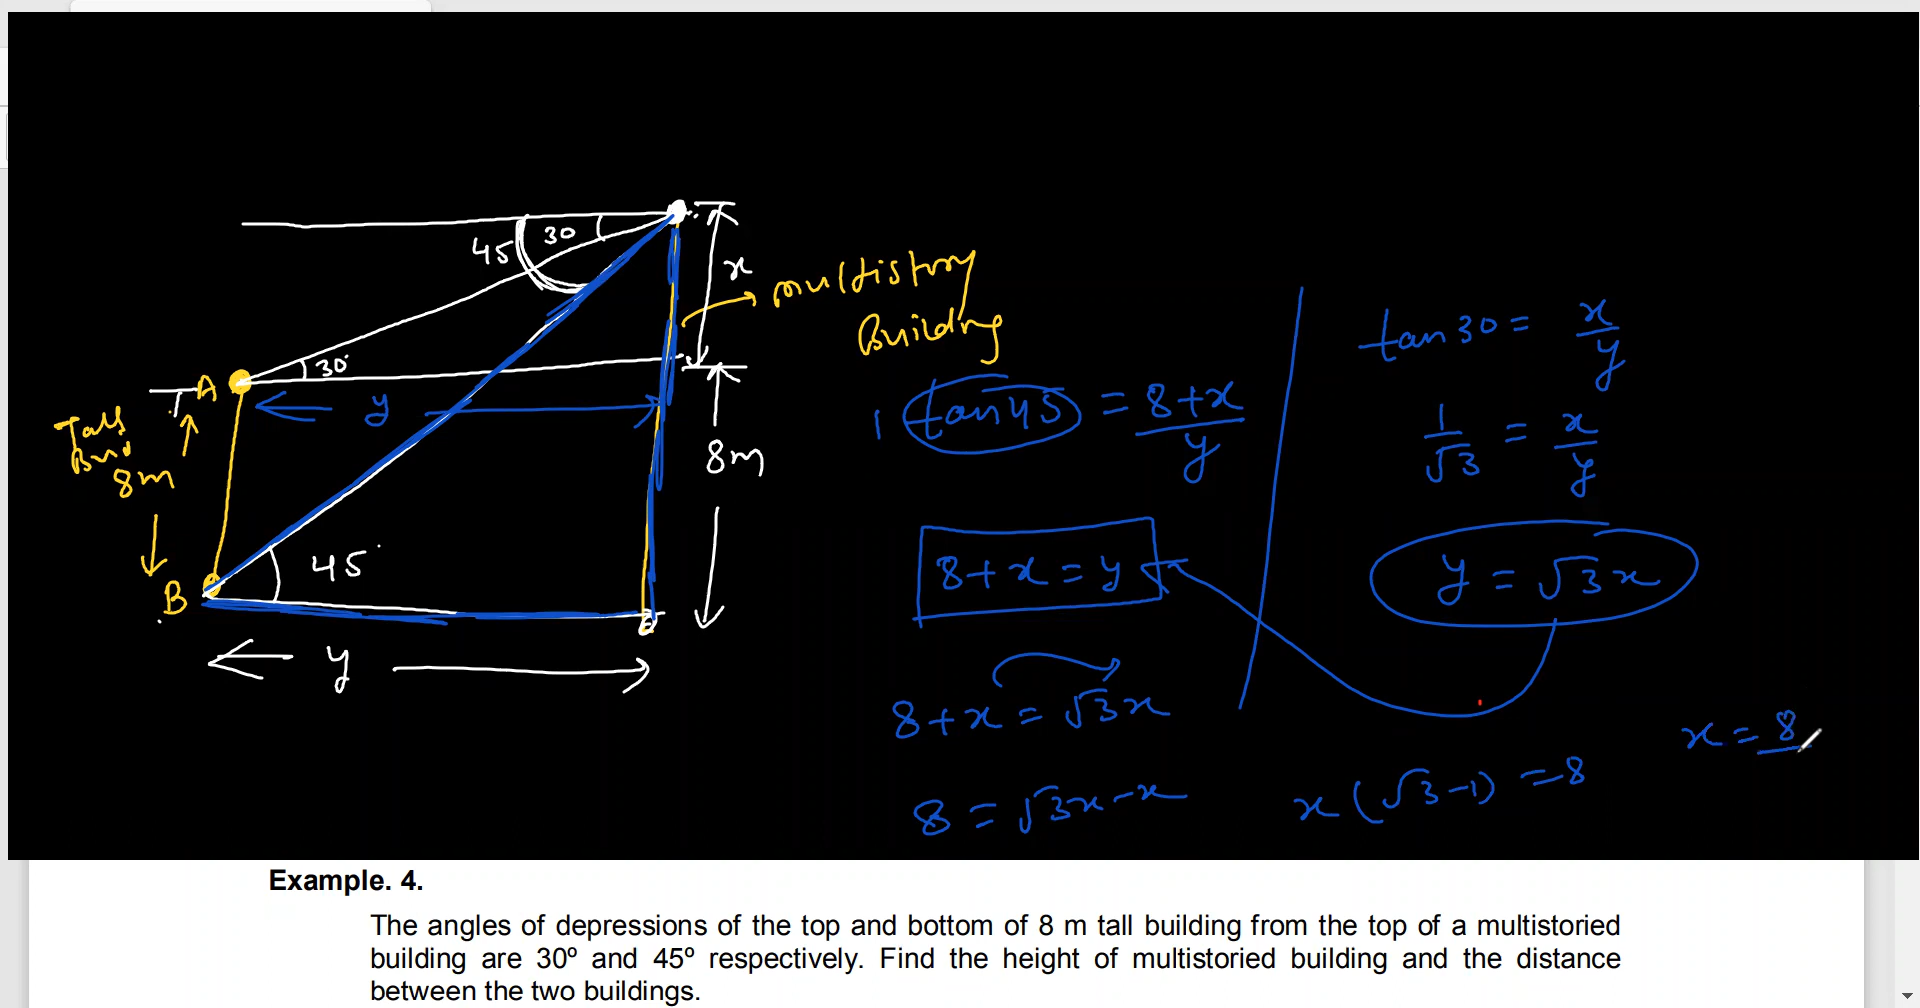 45
30
x
multistory
Building
A
30°
Tall
Bud
8m
y
8m
B
45°
y
1 tan 45 = 8+x / y
8+x = y
8+x = √3x
8 = √3x-x
tan 30 = x / y
1 / √3 = x / y
y = √3x
x (√3-1) = 8
x = 8
Example. 4.
The angles of depressions of the top and bottom of 8 m tall building from the top of a multistoried
building are 30º and 45º respectively. Find the height of multistoried building and the distance
between the two buildings.